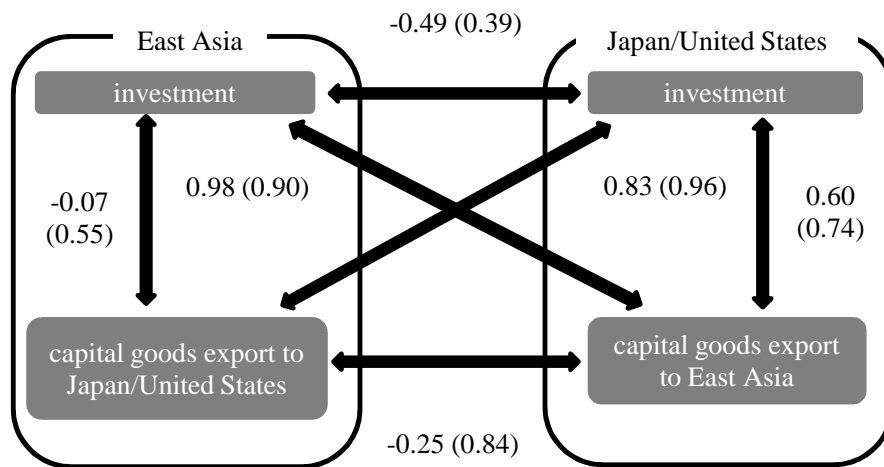 -0.49 (0.39)
East Asia
Japan/United States
investment
investment
-0.07
(0.55)
0.98 (0.90)
0.83 (0.96)
0.60
(0.74)
capital goods export to
Japan/United States
capital goods export
to East Asia
-0.25 (0.84)